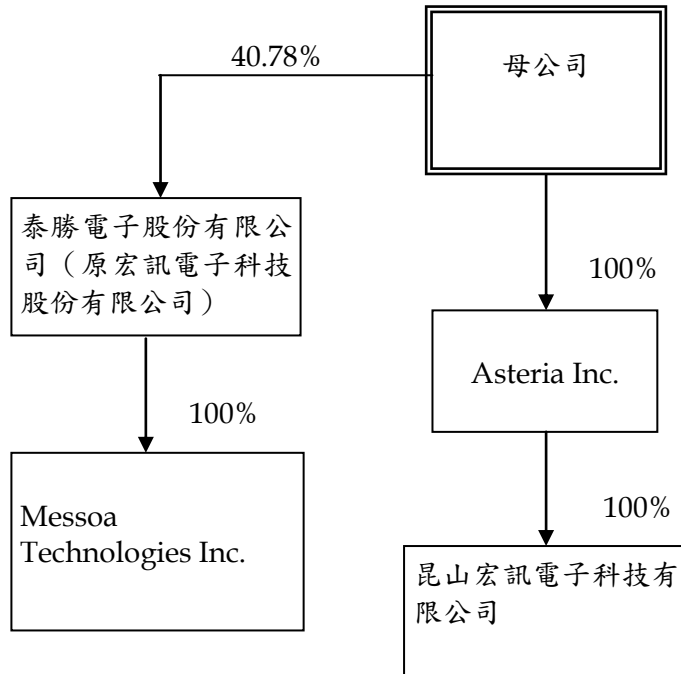 40.78%
母公司
泰勝電子股份有限公
司（原宏訊電子科技
股份有限公司）
100%
Asteria Inc.
100%
Messoa
Technologies Inc.
100%
昆山宏訊電子科技有
限公司